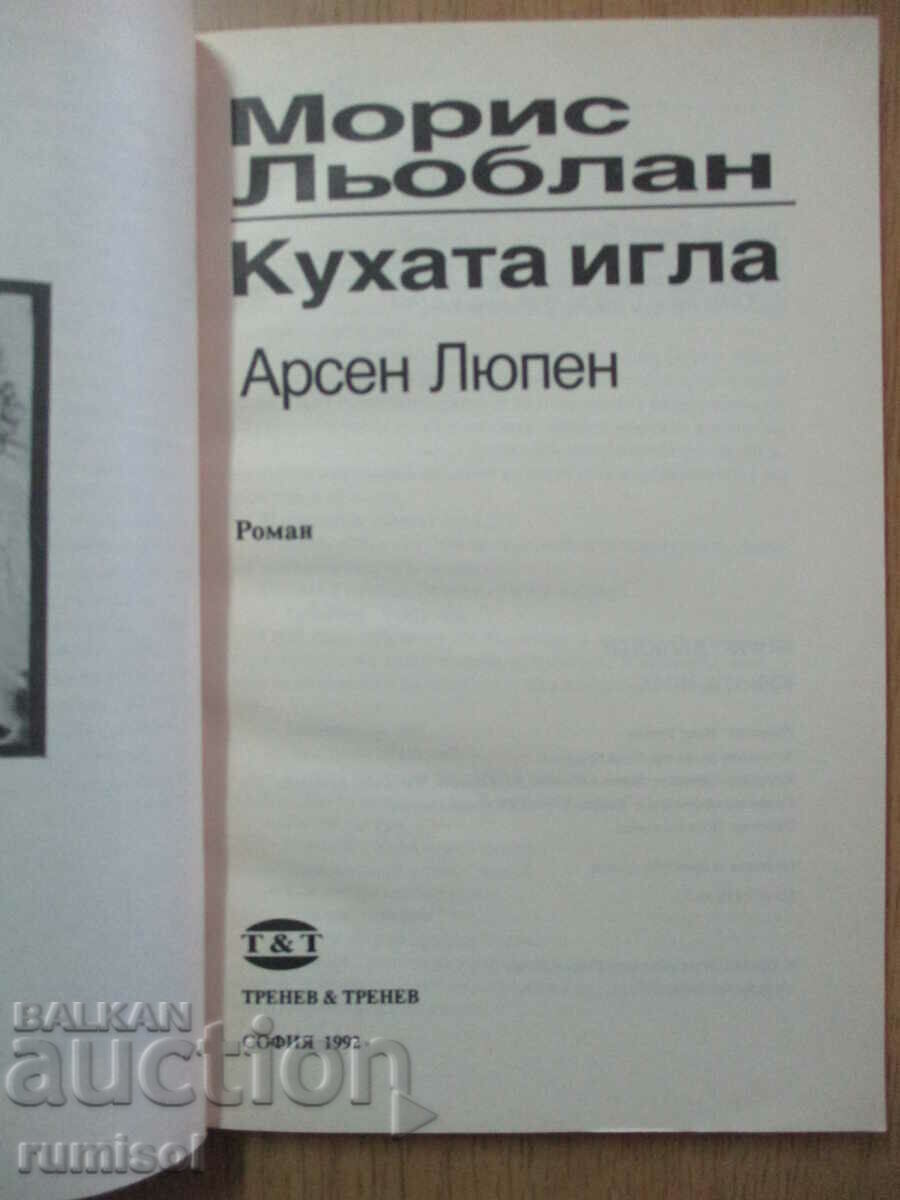 Морис
Льоблан
Кухата игла
Арсен Люпен
Роман
T & T
ТРЕНЕВ & ТРЕНЕВ
СОФИЯ 1992
BALKAN
auction
rumisol